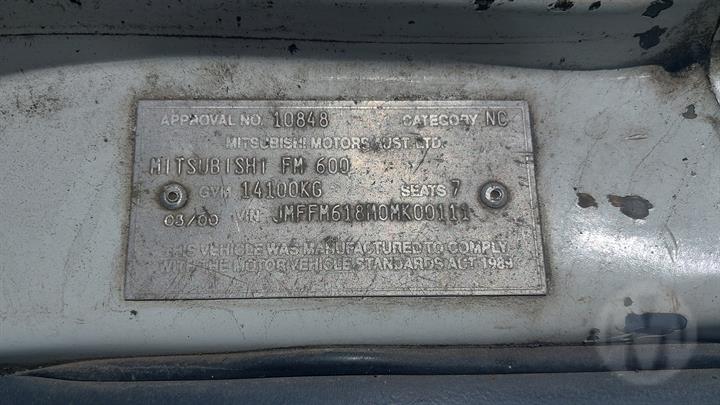 APPROVAL NO. 10848 CATEGORY NC
MITSUBISHI MOTORS AUST. LTD.
MITSUBISHI FM 600
GVM 14100KG SEATS 7
03/00 VIN JMFFM618M0MK00111
THIS VEHICLE WAS MANUFACTURED TO COMPLY
WITH THE MOTOR VEHICLE STANDARDS ACT 1989
M